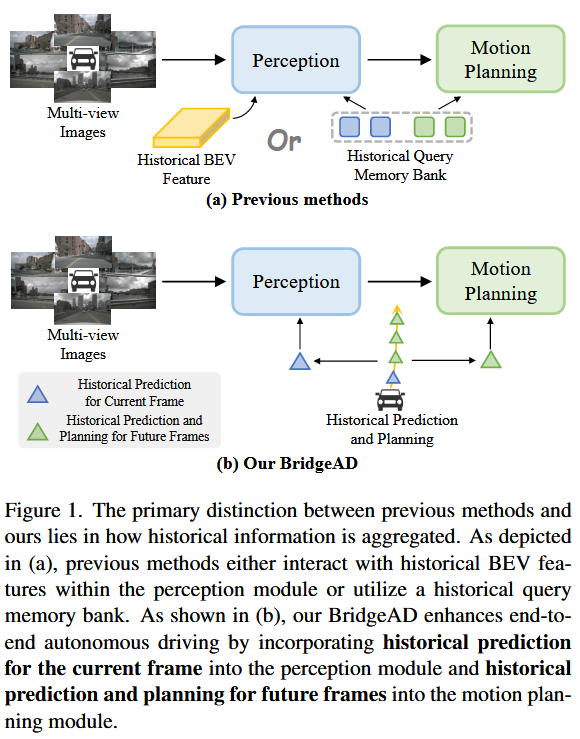 Perception
Motion
Planning
Multi-view
Images
Historical BEV
Feature
Or
Historical Query
Memory Bank
(a) Previous methods
Perception
Motion
Planning
Multi-view
Images
Historical Prediction
for Current Frame
Historical Prediction and
Planning for Future Frames
Historical Prediction
and Planning
(b) Our BridgeAD
Figure 1. The primary distinction between previous methods and
ours lies in how historical information is aggregated. As depicted
in (a), previous methods either interact with historical BEV fea-
tures within the perception module or utilize a historical query
memory bank. As shown in (b), our BridgeAD enhances end-to-
end autonomous driving by incorporating historical prediction
for the current frame into the perception module and historical
prediction and planning for future frames into the motion plan-
ning module.